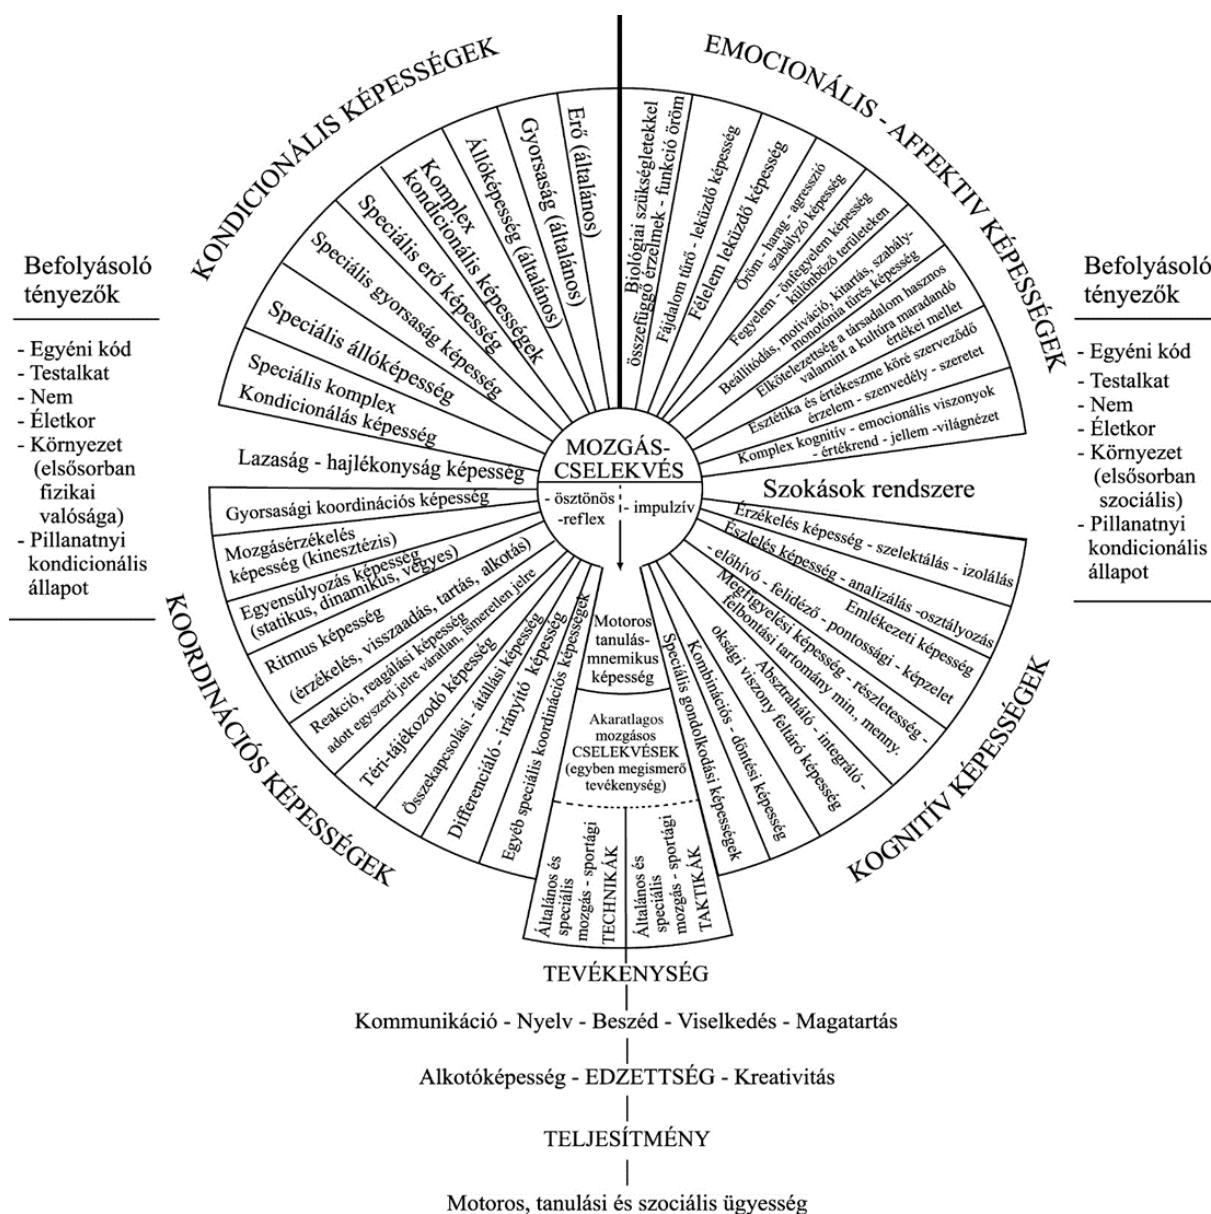 KONDICIONÁLIS KÉPESSÉGEK
EMOCIONÁLIS - AFFEKTIV KÉPESSÉGEK
Befolyásoló
tényezők
- Egyéni kód
- Testalkat
- Nem
- Életkor
- Környezet
(elsősorban
fizikai
valósága)
- Pillanatnyi
kondicionális
állapot
Erő (általános)
Gyorsaság (általános)
Állóképesség (általános)
Komplex
kondicionális képességek
Speciális erő képesség
Speciális gyorsaság képesség
Speciális állóképesség
Speciális komplex
Kondicionálás képesség
Lazaság - hajlékonyság képesség
Biológiai szükségletekkel
összefüggő érzelmek - funkció öröm
Fájdalom tűrő - leküzdő képesség
Félelem leküzdő képesség
Öröm - harag - agresszió
szabályzó képesség
Fegyelem - önfegyelem képesség
különböző területeken
Beállítódás, motiváció, kitartás, szabály-
motónia tűrés képesség
Elkötelezettség a társadalom hasznos
valamint a kultúra maradandó
értékei mellet
Esztétika és értékeszme köré szerveződő
érzelem - szenvedély - szeretet
Komplex kognitív - emocionális viszonyok
- értékrend - jellem -világnézet
Szokások rendszere
MOZGÁS-
CSELEKVÉS
- ösztönös
-reflex
- impulzív
Befolyásoló
tényezők
- Egyéni kód
- Testalkat
- Nem
- Életkor
- Környezet
(elsősorban
szociális)
- Pillanatnyi
kondicionális
állapot
KOORDINÁCIÓS KÉPESSÉGEK
Gyorsasági koordinációs képesség
Mozgásérzékelés
képesség (kinesztézis)
Egyensúlyozás képesség
(statikus, dinamikus, vegyes)
Ritmus képesség
(érzékelés, visszaadás, tartás, alkotás)
Reakció, reagálási képesség
adott egyszerű jelre váratlan, ismeretlen jelre
Téri-tájékozodó képesség
Összekapcsolási - átállási képesség
Differenciáló - irányító képesség
Egyéb speciális koordinációs képességek
KOGNITÍV KÉPESSÉGEK
Érzékelés képesség - szelektálás - izolálás
Észlelés képesség - analizálás -osztályozás
Emlékezeti képesség
- előhívó - felidéző - pontossági - képzelet
Megfigyelési képesség - részletesség -
felbontási tartomány min., menny.
Absztraháló - integráló -
oksági viszony feltáró képesség
Kombinációs - döntési képesség
Speciális gondolkodási képességek
Motoros
tanulás-
mnemikus
képesség
Akaratlagos
mozgásos
CSELEKVÉSEK
(egyben megismerő
tevékenység)
Általános és
speciális
mozgás - sportági
TECHNIKÁK
Általános és
speciális
mozgás - sportági
TAKTIKÁK
TEVÉKENYSÉG
Kommunikáció - Nyelv - Beszéd - Viselkedés - Magatartás
Alkotóképesség - EDZETTSÉG - Kreativitás
TELJESÍTMÉNY
Motoros, tanulási és szociális ügyesség